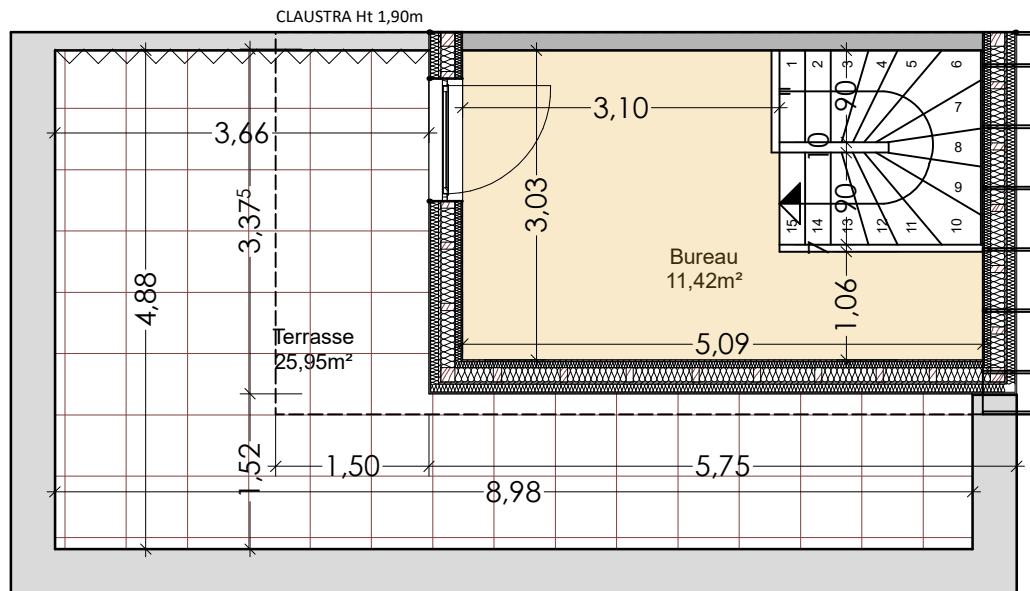 CLAUSTRA Ht 1,90m
3,66
3,37⁵
4,88
1,52
Terrasse
25,95m²
3,10
3,03
1 2 3 4 5 6
7
8
9
15 14 13 12 11 10
90
10
90
7
1,06
Bureau
11,42m²
5,09
1,50
5,75
8,98